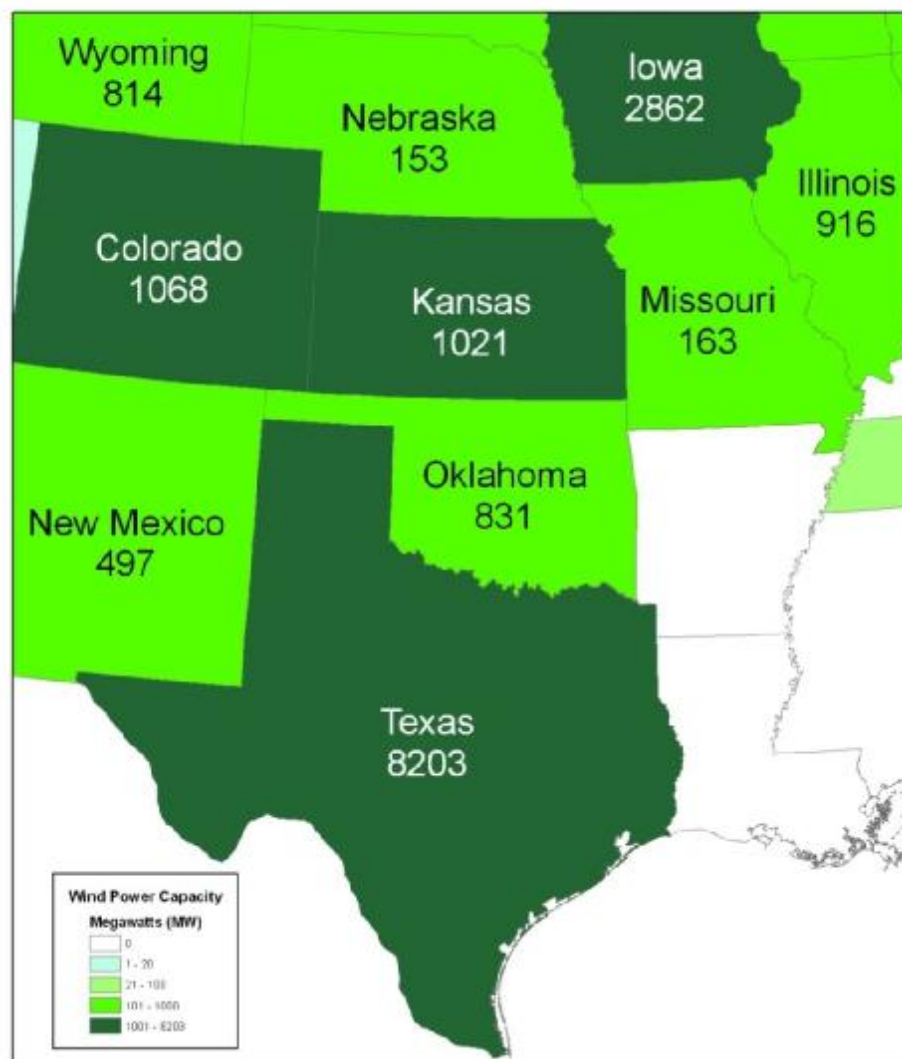 Wyoming
814
Iowa
2862
Nebraska
153
Illinois
916
Colorado
1068
Kansas
1021
Missouri
163
Oklahoma
831
New Mexico
497
Texas
8203
Wind Power Capacity
Megawatts (MW)
0
1 - 20
21 - 100
101 - 1000
1001 - 8203